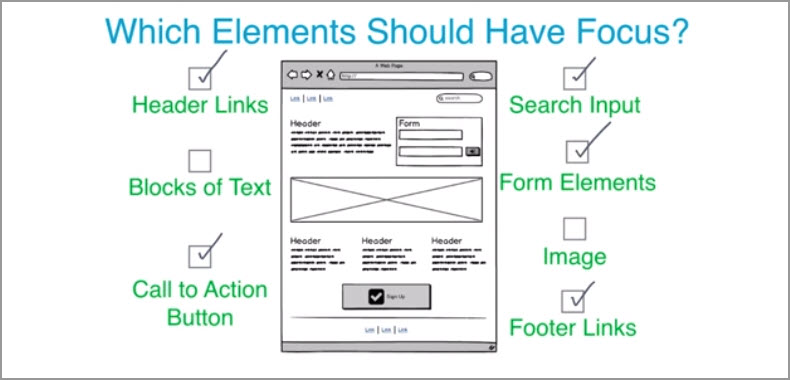 Which Elements Should Have Focus?
Header Links
Blocks of Text
Call to Action
Button
A Web Page
http://
Link | Link | Link
search
Header
Form
Header Header Header
Sign Up
Link | Link | Link
Search Input
Form Elements
Image
Footer Links